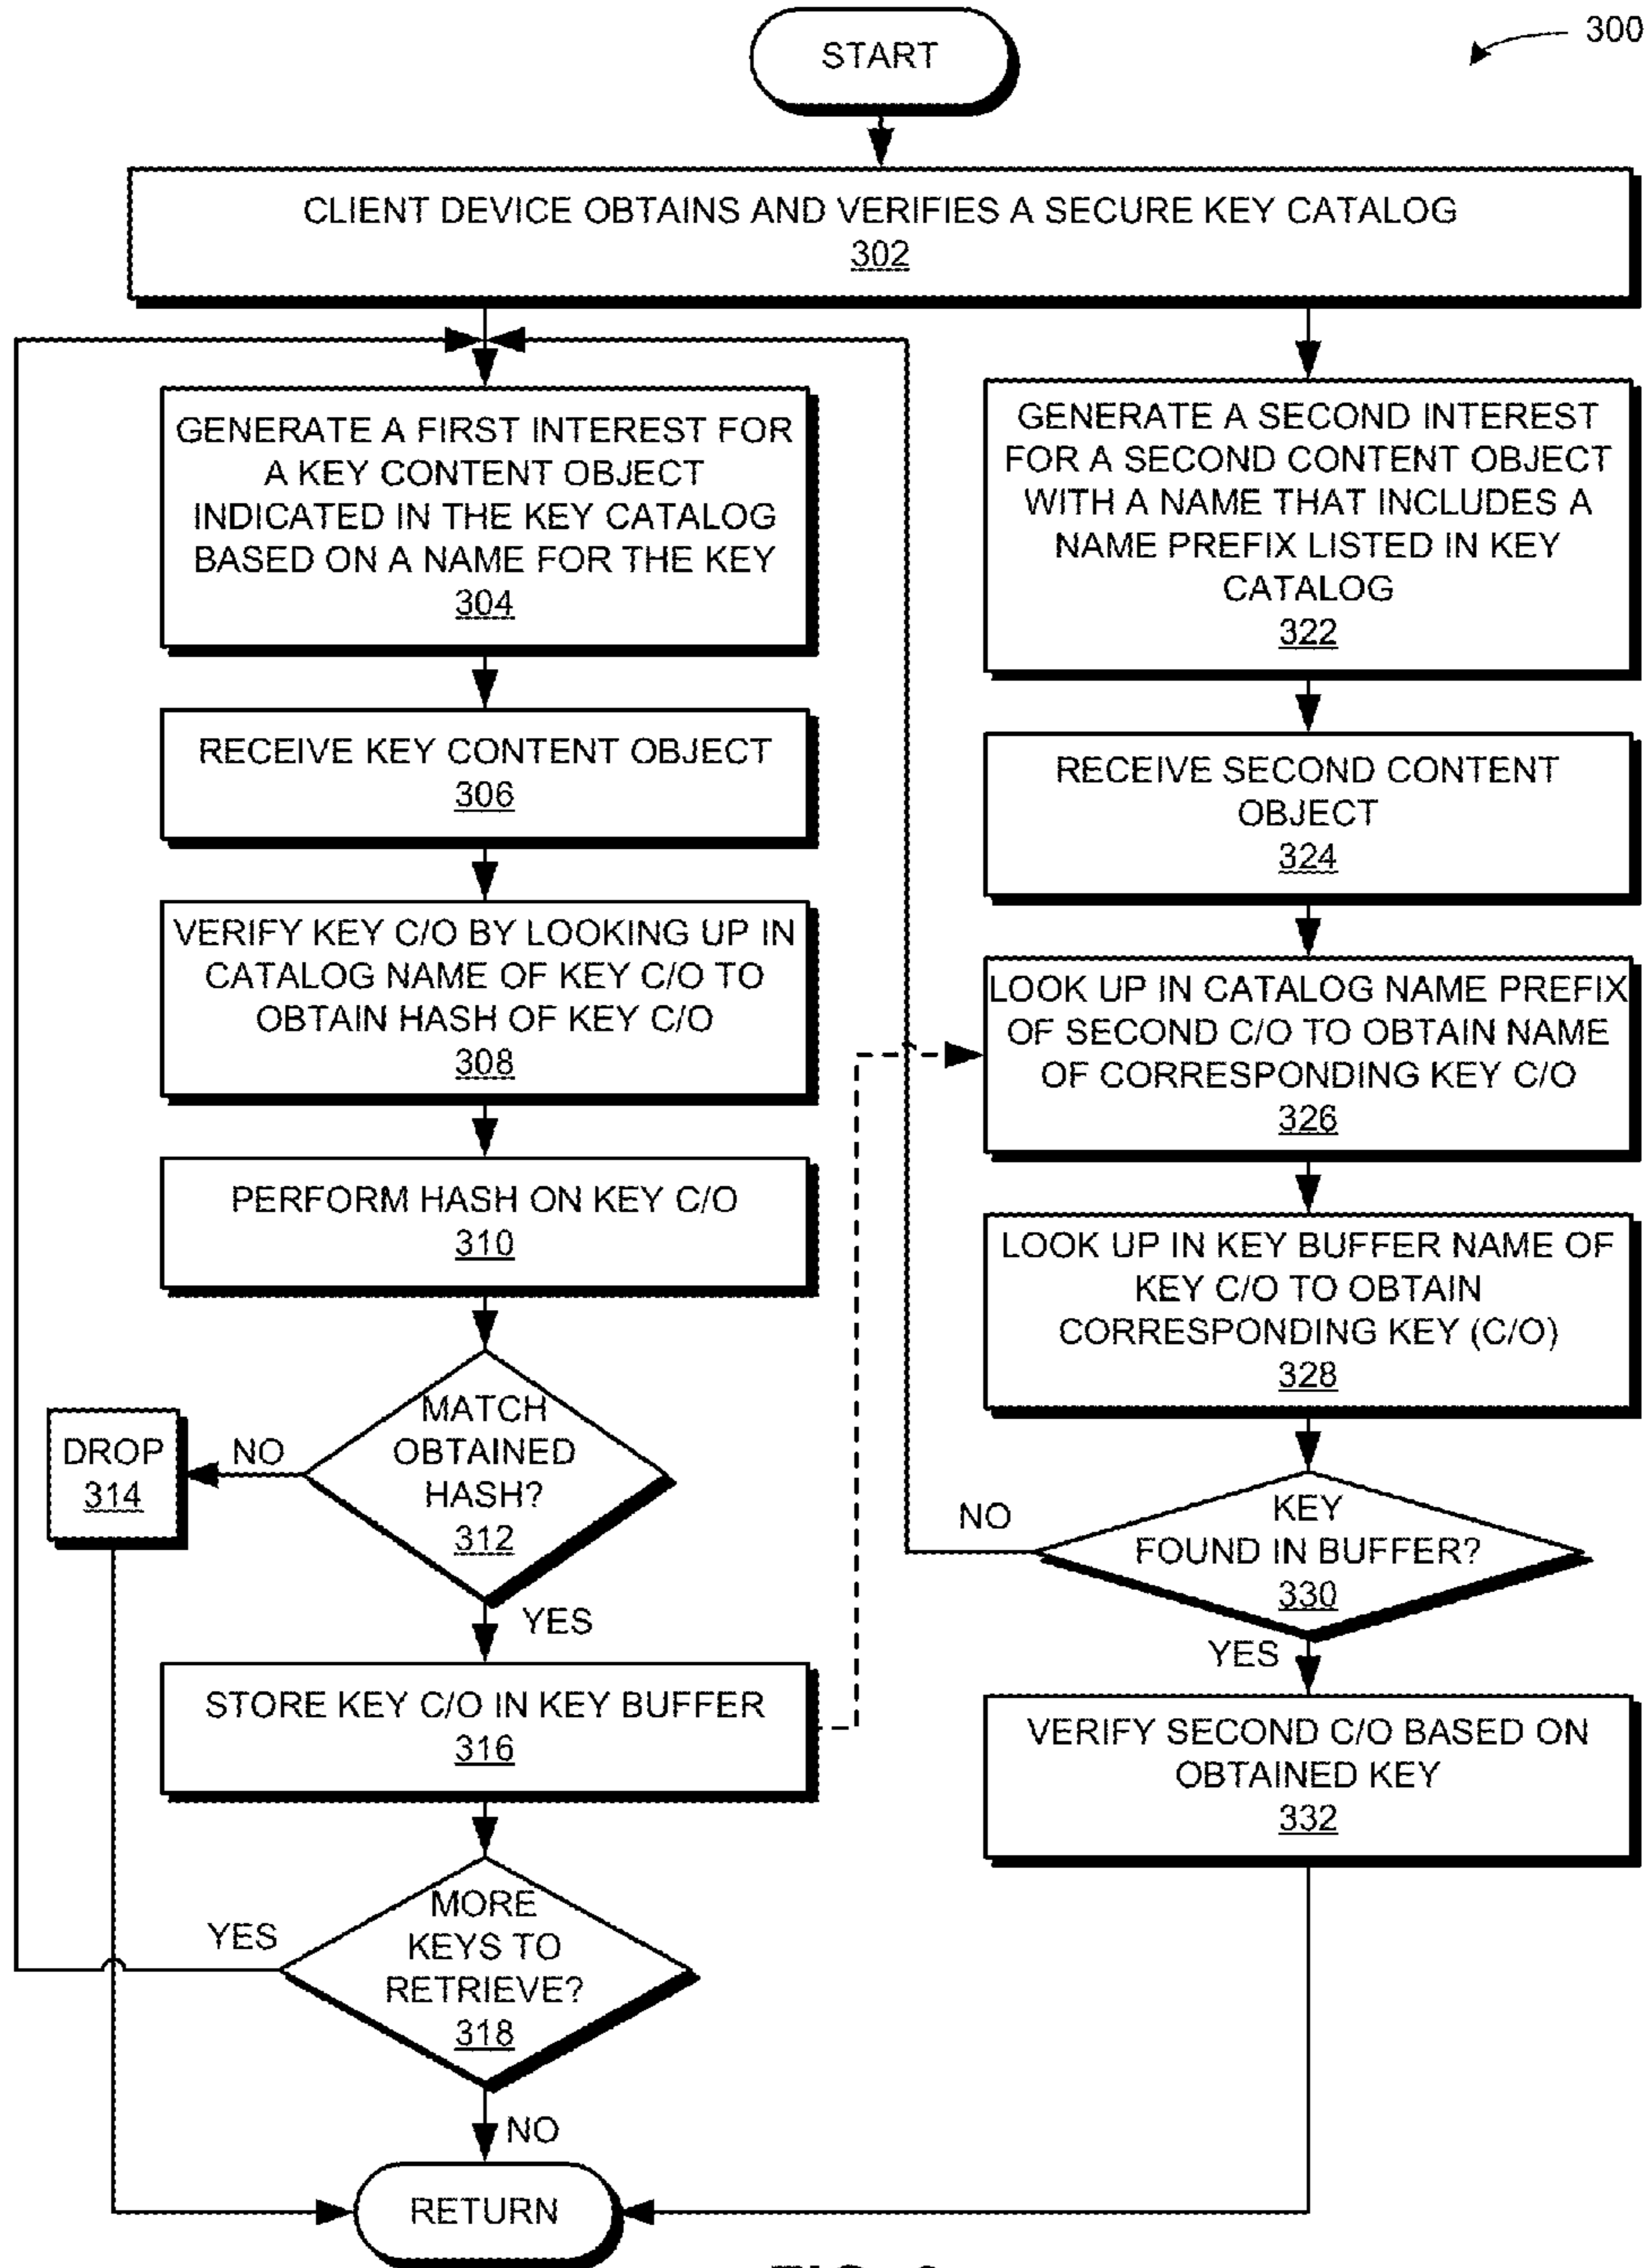 300
START
CLIENT DEVICE OBTAINS AND VERIFIES A SECURE KEY CATALOG
302
GENERATE A FIRST INTEREST FOR
A KEY CONTENT OBJECT
INDICATED IN THE KEY CATALOG
BASED ON A NAME FOR THE KEY
304
RECEIVE KEY CONTENT OBJECT
306
VERIFY KEY C/O BY LOOKING UP IN
CATALOG NAME OF KEY C/O TO
OBTAIN HASH OF KEY C/O
308
PERFORM HASH ON KEY C/O
310
MATCH
OBTAINED
HASH?
312
NO
DROP
314
YES
STORE KEY C/O IN KEY BUFFER
316
MORE
KEYS TO
RETRIEVE?
318
YES
NO
GENERATE A SECOND INTEREST
FOR A SECOND CONTENT OBJECT
WITH A NAME THAT INCLUDES A
NAME PREFIX LISTED IN KEY
CATALOG
322
RECEIVE SECOND CONTENT
OBJECT
324
LOOK UP IN CATALOG NAME PREFIX
OF SECOND C/O TO OBTAIN NAME
OF CORRESPONDING KEY C/O
326
LOOK UP IN KEY BUFFER NAME OF
KEY C/O TO OBTAIN
CORRESPONDING KEY (C/O)
328
KEY
FOUND IN BUFFER?
330
NO
YES
VERIFY SECOND C/O BASED ON
OBTAINED KEY
332
RETURN